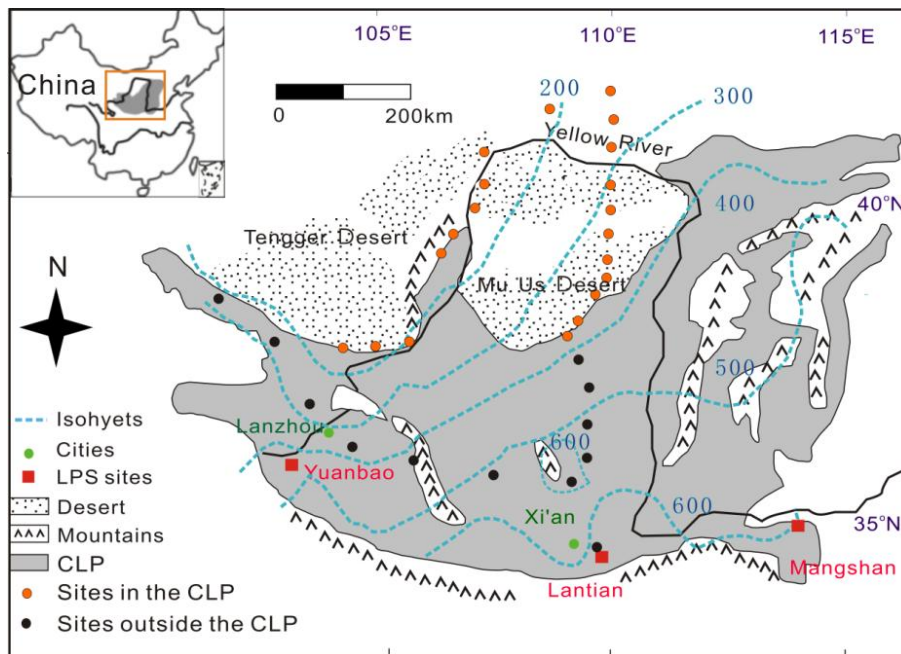 105°E
110°E
115°E
China
0
200km
200
300
Yellow River
400
40°N
Tengger Desert
Mu Us Desert
N
500
Isohyets
Cities
LPS sites
Desert
Mountains
CLP
Sites in the CLP
Sites outside the CLP
Lanzhou
Yuanbao
600
Xi'an
600
35°N
Lantian
Mangshan